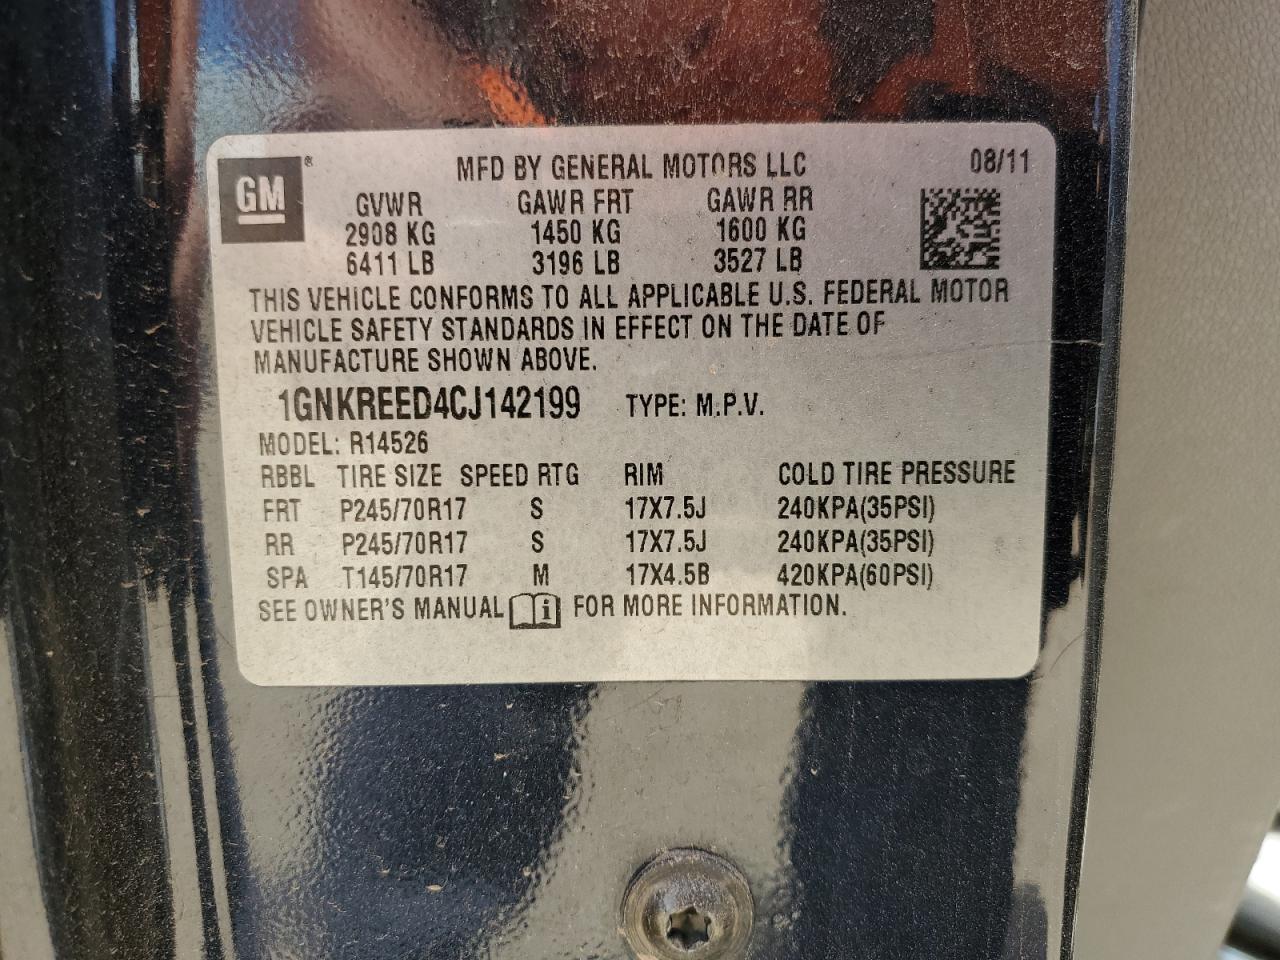 GM ®
MFD BY GENERAL MOTORS LLC 08/11
GVWR GAWR FRT GAWR RR
2908 KG 1450 KG 1600 KG
6411 LB 3196 LB 3527 LB
THIS VEHICLE CONFORMS TO ALL APPLICABLE U.S. FEDERAL MOTOR
VEHICLE SAFETY STANDARDS IN EFFECT ON THE DATE OF
MANUFACTURE SHOWN ABOVE.
1GNKREED4CJ142199 TYPE: M.P.V.
MODEL: R14526
RBBL TIRE SIZE SPEED RTG RIM COLD TIRE PRESSURE
FRT P245/70R17 S 17X7.5J 240KPA(35PSI)
RR P245/70R17 S 17X7.5J 240KPA(35PSI)
SPA T145/70R17 M 17X4.5B 420KPA(60PSI)
SEE OWNER'S MANUAL i FOR MORE INFORMATION.